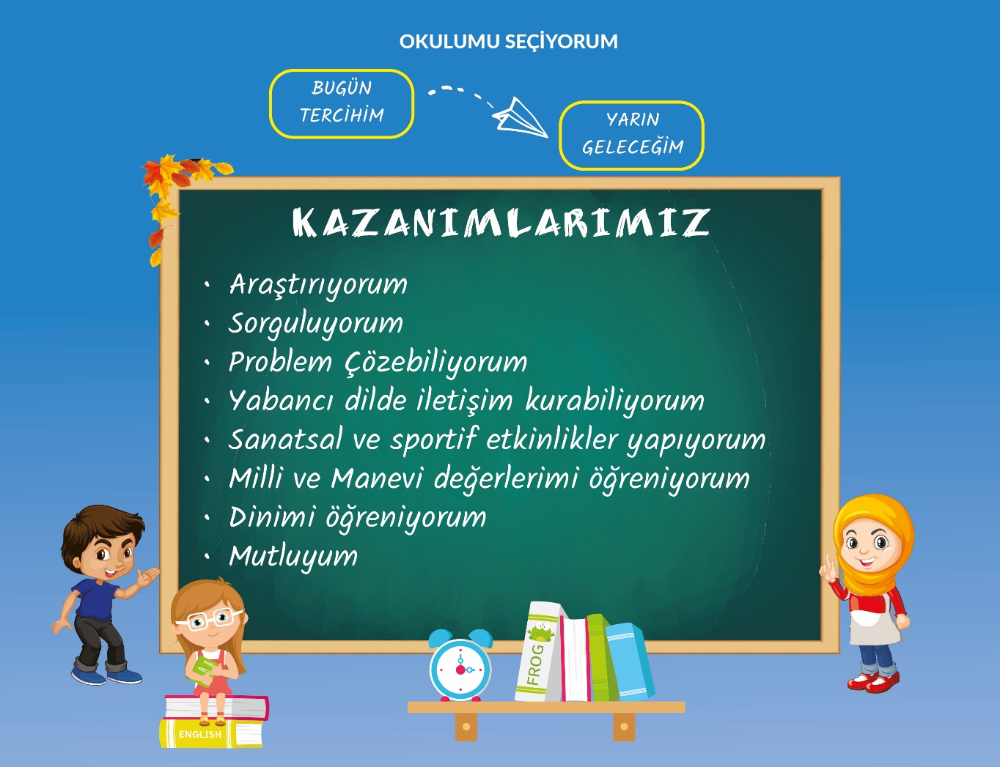 OKULUMU SEÇİYORUM
BUGÜN
TERCİHİM
YARIN
GELECEĞİM
KAZANIMLARIMIZ
• Araştırıyorum
• Sorguluyorum
• Problem Çözebiliyorum
• Yabancı dilde iletişim kurabiliyorum
• Sanatsal ve sportif etkinlikler yapıyorum
• Milli ve Manevi değerlerimi öğreniyorum
• Dinimi öğreniyorum
• Mutluyum
math
FROG
ENGLISH